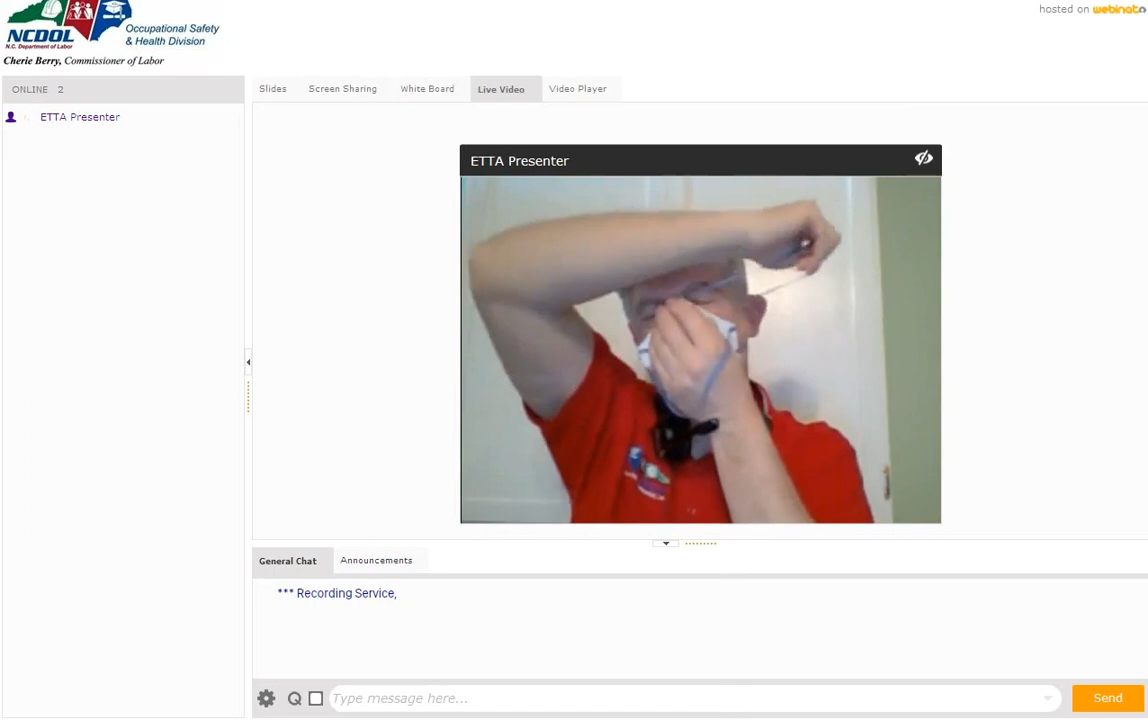 NCDOL
N.C. Department of Labor
Occupational Safety
& Health Division
Cherie Berry, Commissioner of Labor
hosted on webinato
ONLINE 2
ETTA Presenter
Slides
Screen Sharing
White Board
Live Video
Video Player
ETTA Presenter
General Chat
Announcements
*** Recording Service,
Q
Type message here...
Send